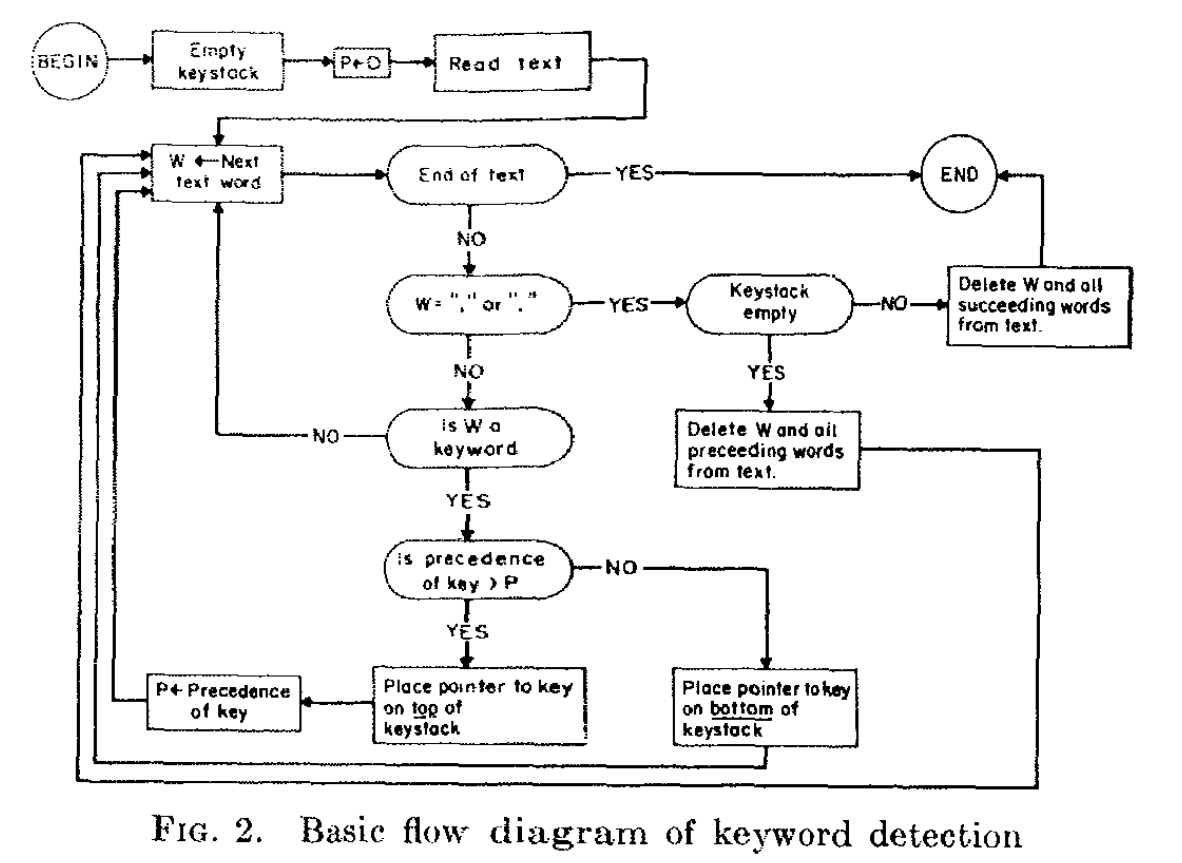 BEGIN
Empty
keystack
P←O
Read text
W ← Next
text word
End of text
YES
END
NO
W = "," or "."
YES
Keystack
empty
NO
Delete W and all
succeeding words
from text.
NO
YES
is W a
keyword
NO
Delete W and all
preceeding words
from text.
YES
is precedence
of key > P
NO
YES
P← Precedence
of key
Place pointer to key
on top of
keystack
Place pointer to key
on bottom of
keystack
FIG. 2. Basic flow diagram of keyword detection